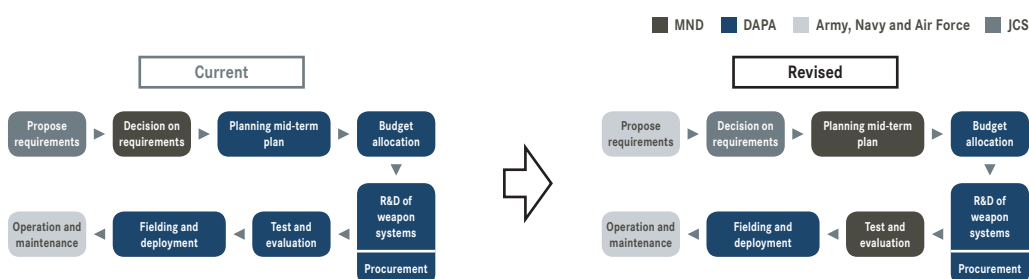 MND DAPA Army, Navy and Air Force JCS
Current
Propose
requirements
Decision on
requirements
Planning mid-term
plan
Budget
allocation
R&D of
weapon
systems
Procurement
Test and
evaluation
Fielding and
deployment
Operation and
maintenance
Revised
Propose
requirements
Decision on
requirements
Planning mid-term
plan
Budget
allocation
R&D of
weapon
systems
Procurement
Test and
evaluation
Fielding and
deployment
Operation and
maintenance